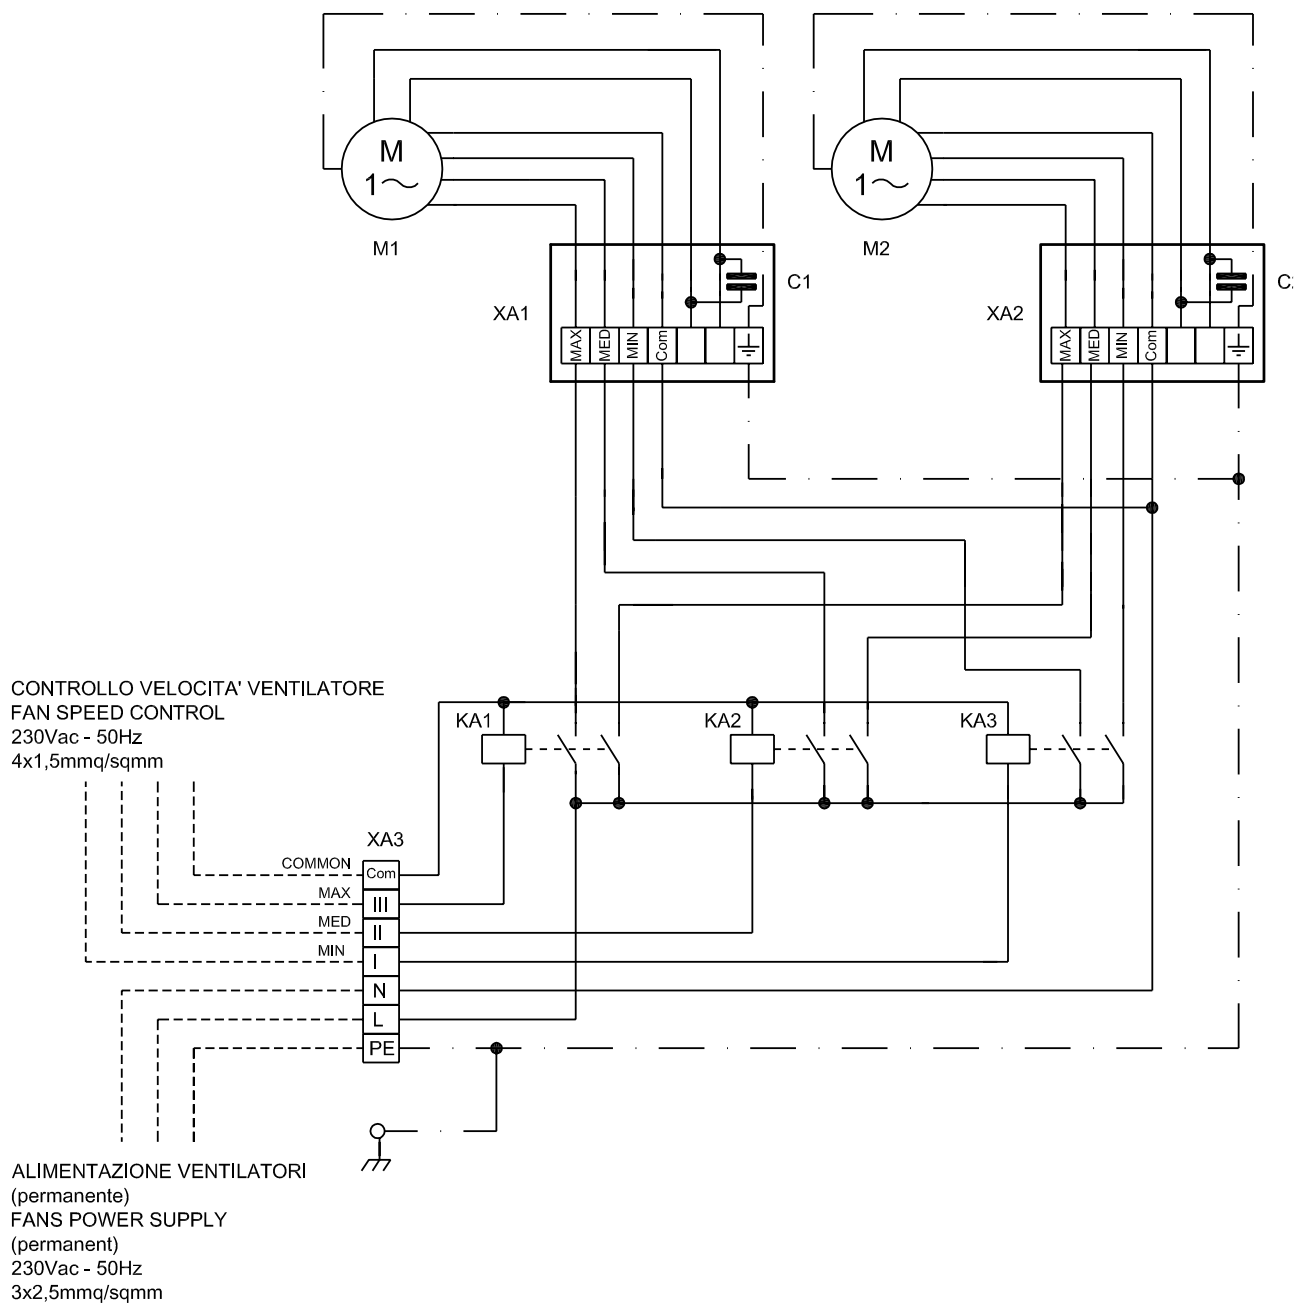 M
1
M1
M
1
M2
C1
XA1
MAX
MED
MIN
Com
XA2
MAX
MED
MIN
Com
CONTROLLO VELOCITA' VENTILATORE
FAN SPEED CONTROL
230Vac - 50Hz
4x1,5mmq/sqmm
KA1
KA2
KA3
XA3
COMMON
Com
MAX
III
MED
II
MIN
I
N
L
PE
ALIMENTAZIONE VENTILATORI
(permanente)
FANS POWER SUPPLY
(permanent)
230Vac - 50Hz
3x2,5mmq/sqmm